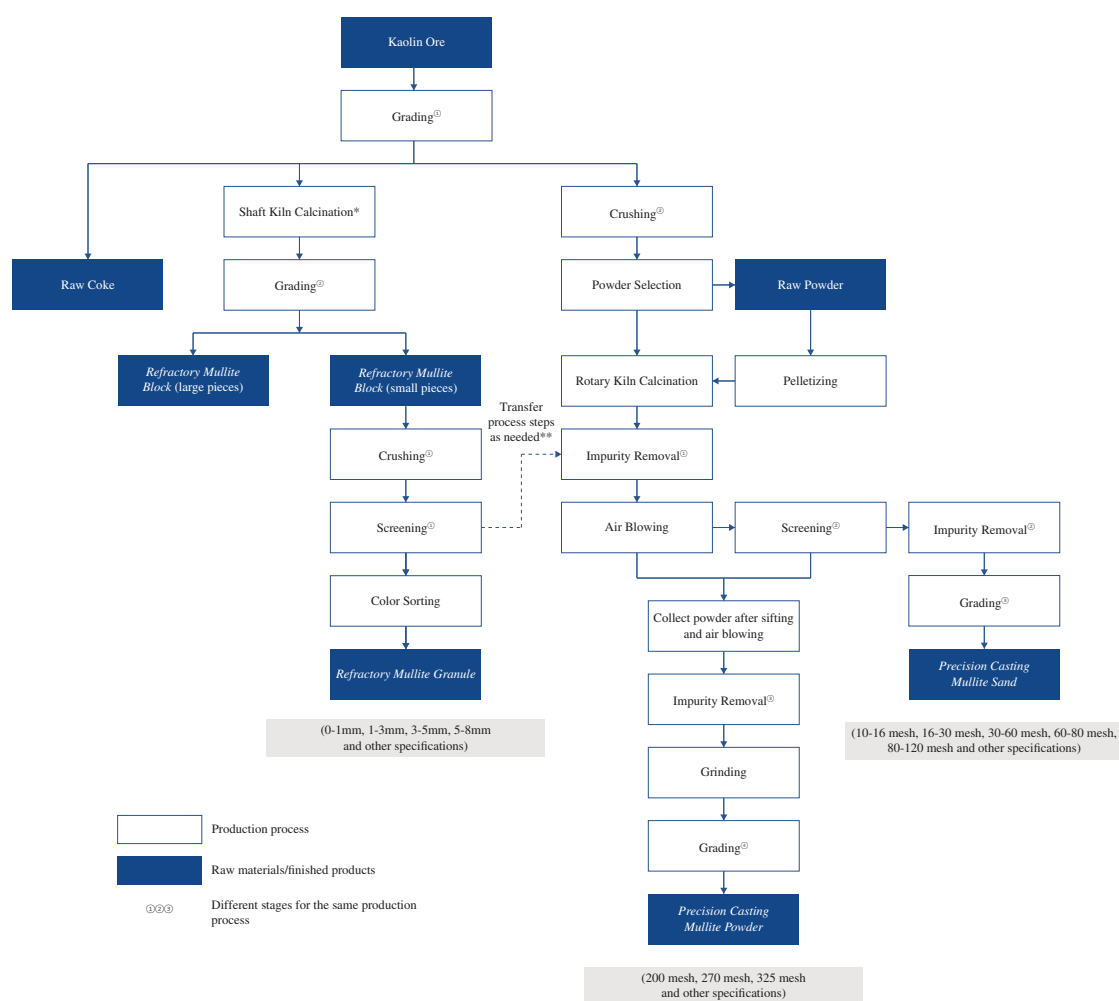 Kaolin Ore
Grading①
Shaft Kiln Calcination*
Crushing②
Raw Coke
Grading②
Powder Selection
Raw Powder
Refractory Mullite
Block (large pieces)
Refractory Mullite
Block (small pieces)
Rotary Kiln Calcination
Pelletizing
Transfer
process steps
as needed**
Crushing①
Impurity Removal①
Screening①
Air Blowing
Screening②
Impurity Removal②
Color Sorting
Collect powder after sifting
and air blowing
Grading③
Refractory Mullite Granule
Precision Casting
Mullite Sand
Impurity Removal③
(0-1mm, 1-3mm, 3-5mm, 5-8mm
and other specifications)
(10-16 mesh, 16-30 mesh, 30-60 mesh, 60-80 mesh,
80-120 mesh and other specifications)
Grinding
Grading④
Precision Casting
Mullite Powder
(200 mesh, 270 mesh, 325 mesh
and other specifications)
Production process
Raw materials/finished products
①②③ Different stages for the same production
process